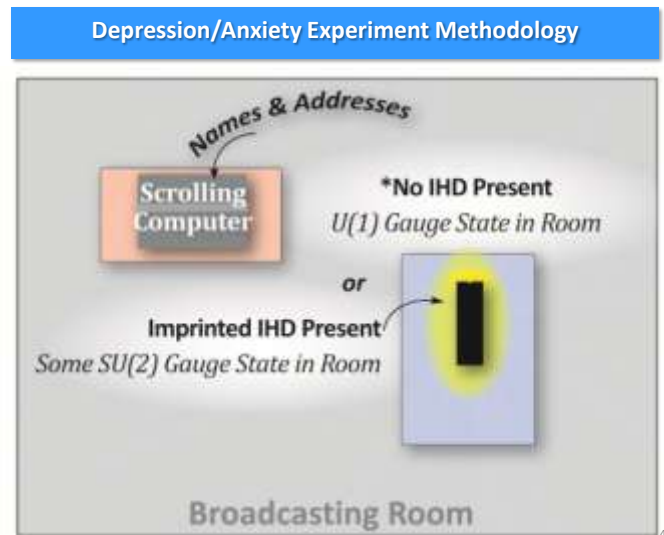 Depression/Anxiety Experiment Methodology
Names & Addresses
Scrolling
Computer
*No IHD Present
U(1) Gauge State in Room
or
Imprinted IHD Present
Some SU(2) Gauge State in Room
Broadcasting Room